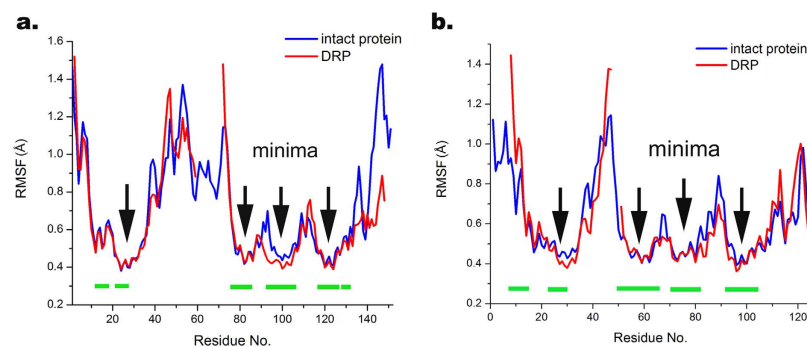 a.
intact protein
DRP
minima
RMSF (Å)
1.6
1.4
1.2
1.0
0.8
0.6
0.4
0.2
20 40 60 80 100 120 140
Residue No.
b.
intact protein
DRP
minima
RMSF (Å)
1.4
1.2
1.0
0.8
0.6
0.4
0.2
0 20 40 60 80 100 120
Residue No.